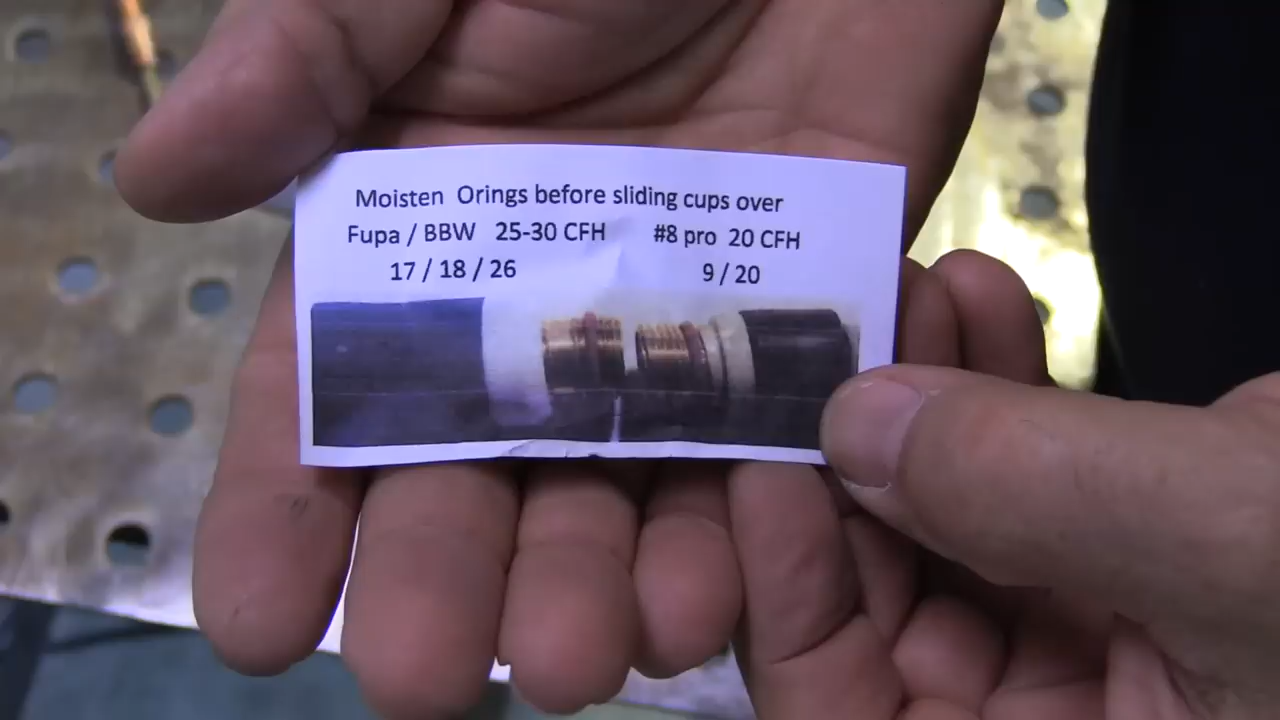 Moisten Orings before sliding cups over
Fupa / BBW 25-30 CFH #8 pro 20 CFH
17 / 18 / 26 9 / 20